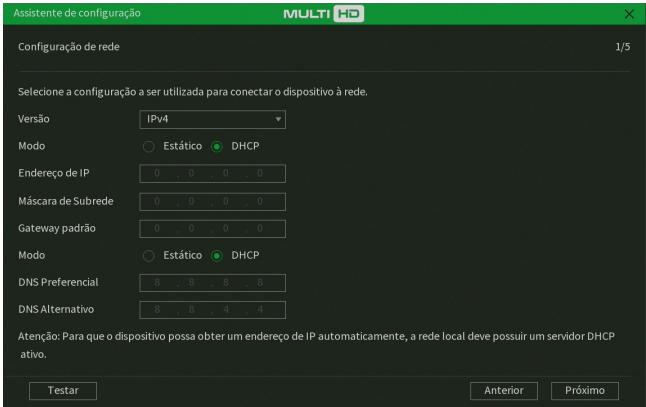 Assistente de configuração
MULTI HD
Configuração de rede 1/5
Selecione a configuração a ser utilizada para conectar o dispositivo à rede.
Versão IPv4
Modo Estático DHCP
Endereço de IP 0 . 0 . 0 . 0
Máscara de Subrede 0 . 0 . 0 . 0
Gateway padrão 0 . 0 . 0 . 0
Modo Estático DHCP
DNS Preferencial 8 . 8 . 8 . 8
DNS Alternativo 8 . 8 . 4 . 4
Atenção: Para que o dispositivo possa obter um endereço de IP automaticamente, a rede local deve possuir um servidor DHCP
ativo.
Testar Anterior Próximo